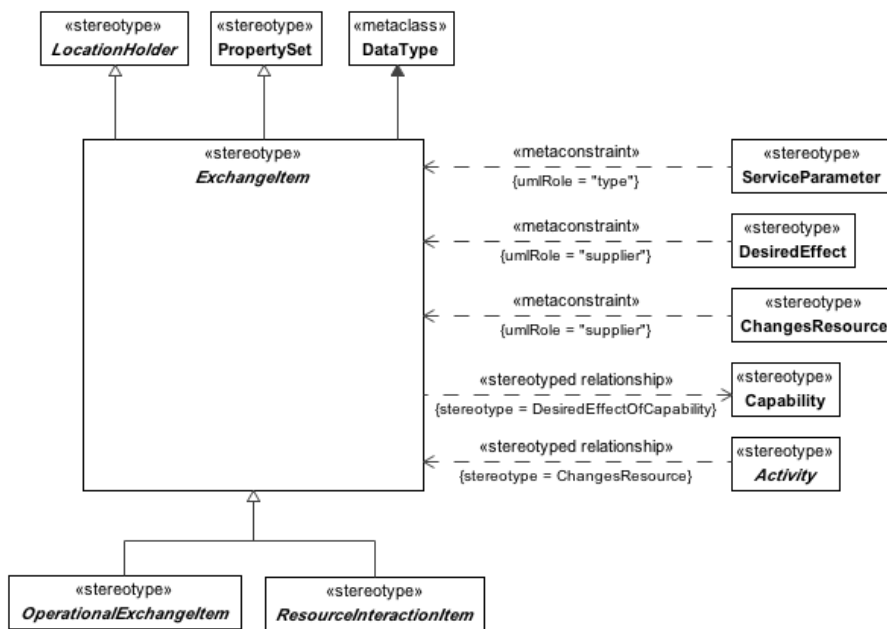 «stereotype»
LocationHolder
«stereotype»
PropertySet
«metaclass»
DataType
«stereotype»
ExchangeItem
«metaconstraint»
{umlRole = "type"}
«stereotype»
ServiceParameter
«metaconstraint»
{umlRole = "supplier"}
«stereotype»
DesiredEffect
«metaconstraint»
{umlRole = "supplier"}
«stereotype»
ChangesResource
«stereotyped relationship»
{stereotype = DesiredEffectOfCapability}
«stereotype»
Capability
«stereotyped relationship»
{stereotype = ChangesResource}
«stereotype»
Activity
«stereotype»
OperationalExchangeItem
«stereotype»
ResourceInteractionItem